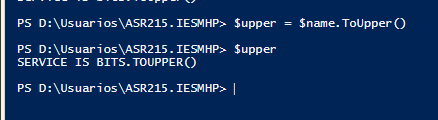 PS D:\Usuarios\ASR215.IESMHP> $upper = $name.ToUpper()
PS D:\Usuarios\ASR215.IESMHP> $upper
SERVICE IS BITS.TOUPPER()
PS D:\Usuarios\ASR215.IESMHP>